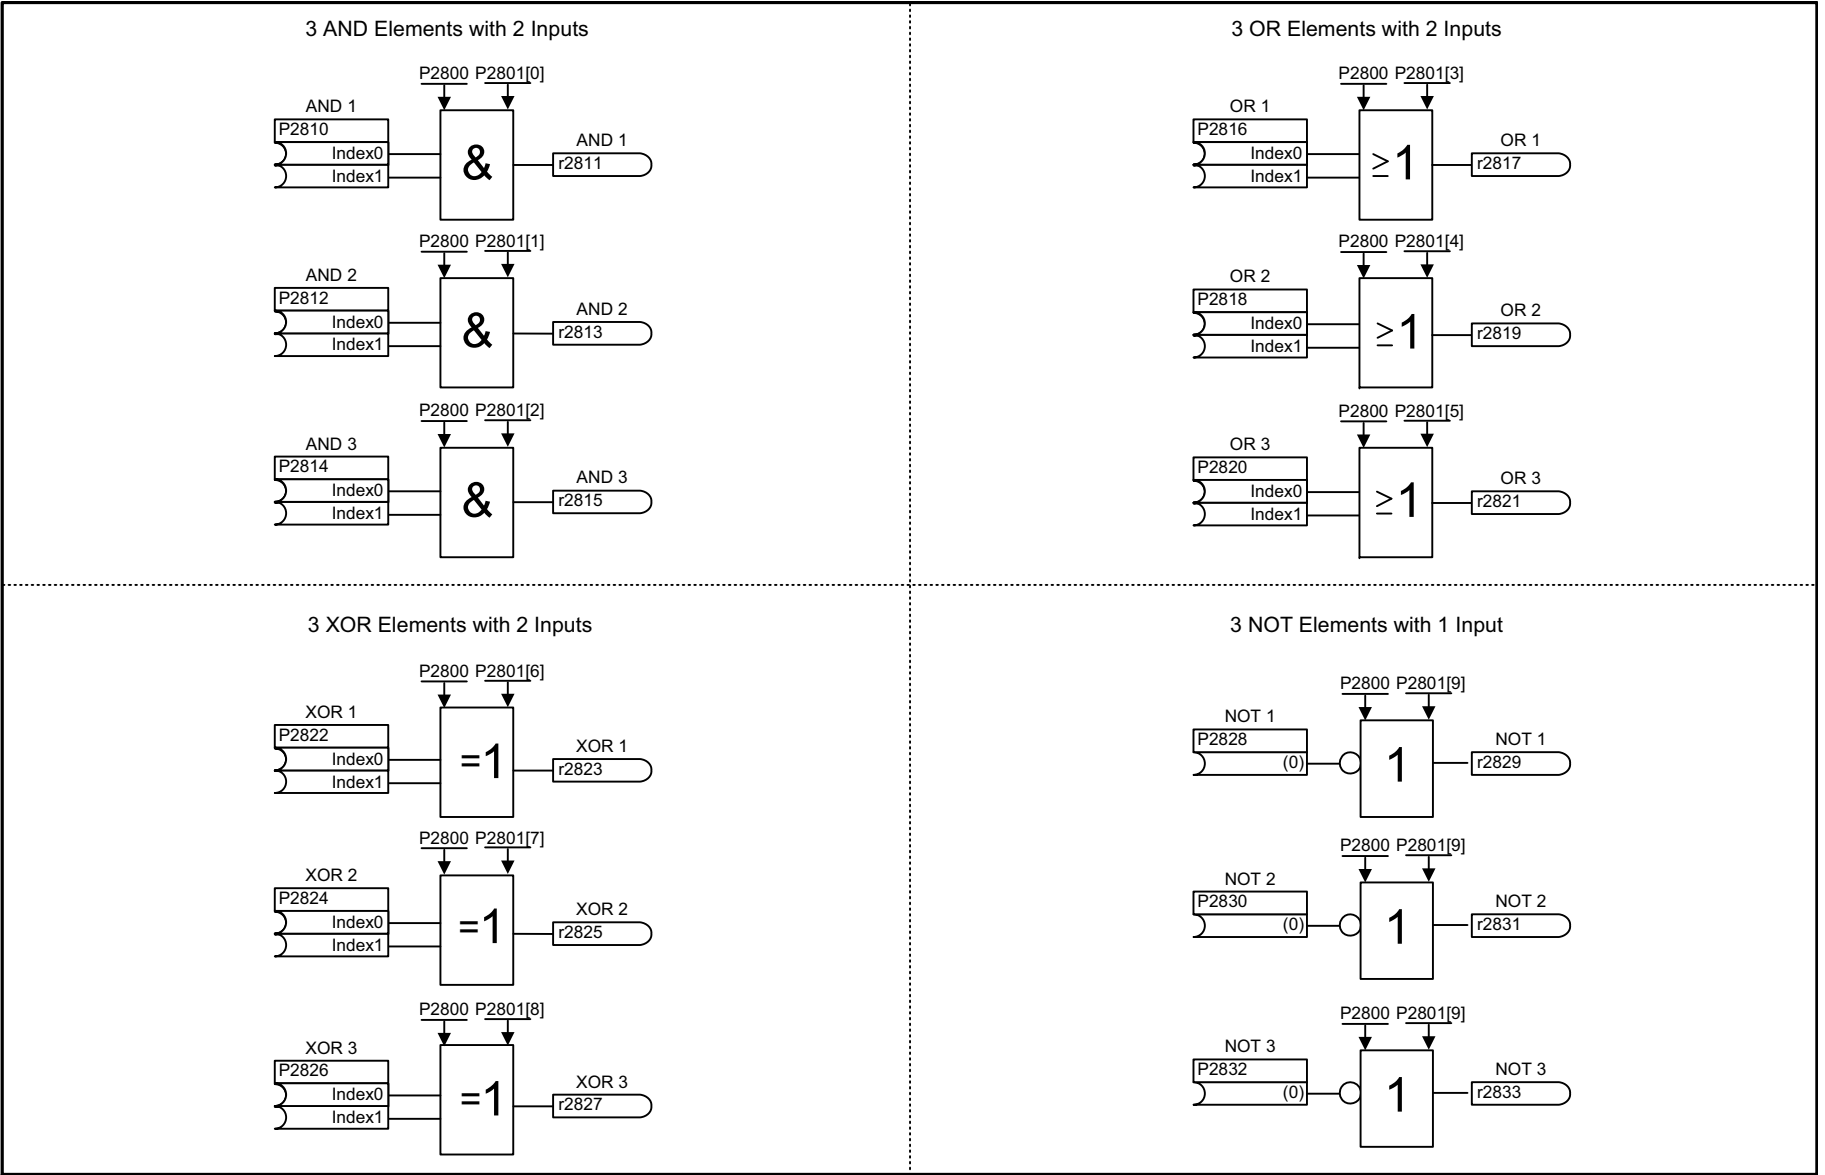 3 AND Elements with 2 Inputs
P2800 P2801[0]
AND 1
P2810
Index0
Index1
&
AND 1
r2811
P2800 P2801[1]
AND 2
P2812
Index0
Index1
&
AND 2
r2813
P2800 P2801[2]
AND 3
P2814
Index0
Index1
&
AND 3
r2815
3 OR Elements with 2 Inputs
P2800 P2801[3]
OR 1
P2816
Index0
Index1
≥1
OR 1
r2817
P2800 P2801[4]
OR 2
P2818
Index0
Index1
≥1
OR 2
r2819
P2800 P2801[5]
OR 3
P2820
Index0
Index1
≥1
OR 3
r2821
3 XOR Elements with 2 Inputs
P2800 P2801[6]
XOR 1
P2822
Index0
Index1
=1
XOR 1
r2823
P2800 P2801[7]
XOR 2
P2824
Index0
Index1
=1
XOR 2
r2825
P2800 P2801[8]
XOR 3
P2826
Index0
Index1
=1
XOR 3
r2827
3 NOT Elements with 1 Input
P2800 P2801[9]
NOT 1
P2828
(0)
1
NOT 1
r2829
P2800 P2801[9]
NOT 2
P2830
(0)
1
NOT 2
r2831
P2800 P2801[9]
NOT 3
P2832
(0)
1
NOT 3
r2833